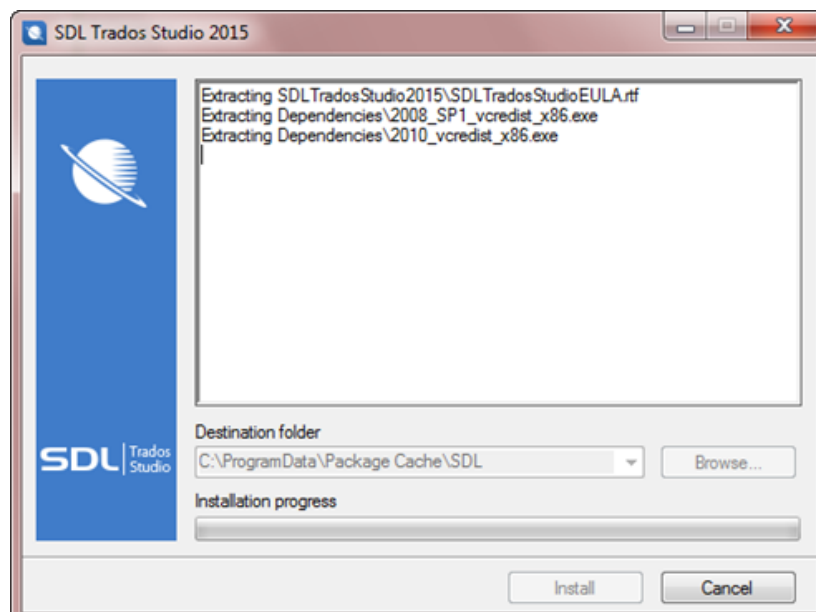 SDL Trados Studio 2015
Extracting SDLTradosStudio2015\SDLTradosStudioEULA.rtf
Extracting Dependencies\2008_SP1_vcredist_x86.exe
Extracting Dependencies\2010_vcredist_x86.exe
SDL Trados
Studio
Destination folder
C:\ProgramData\Package Cache\SDL
Browse...
Installation progress
Install
Cancel